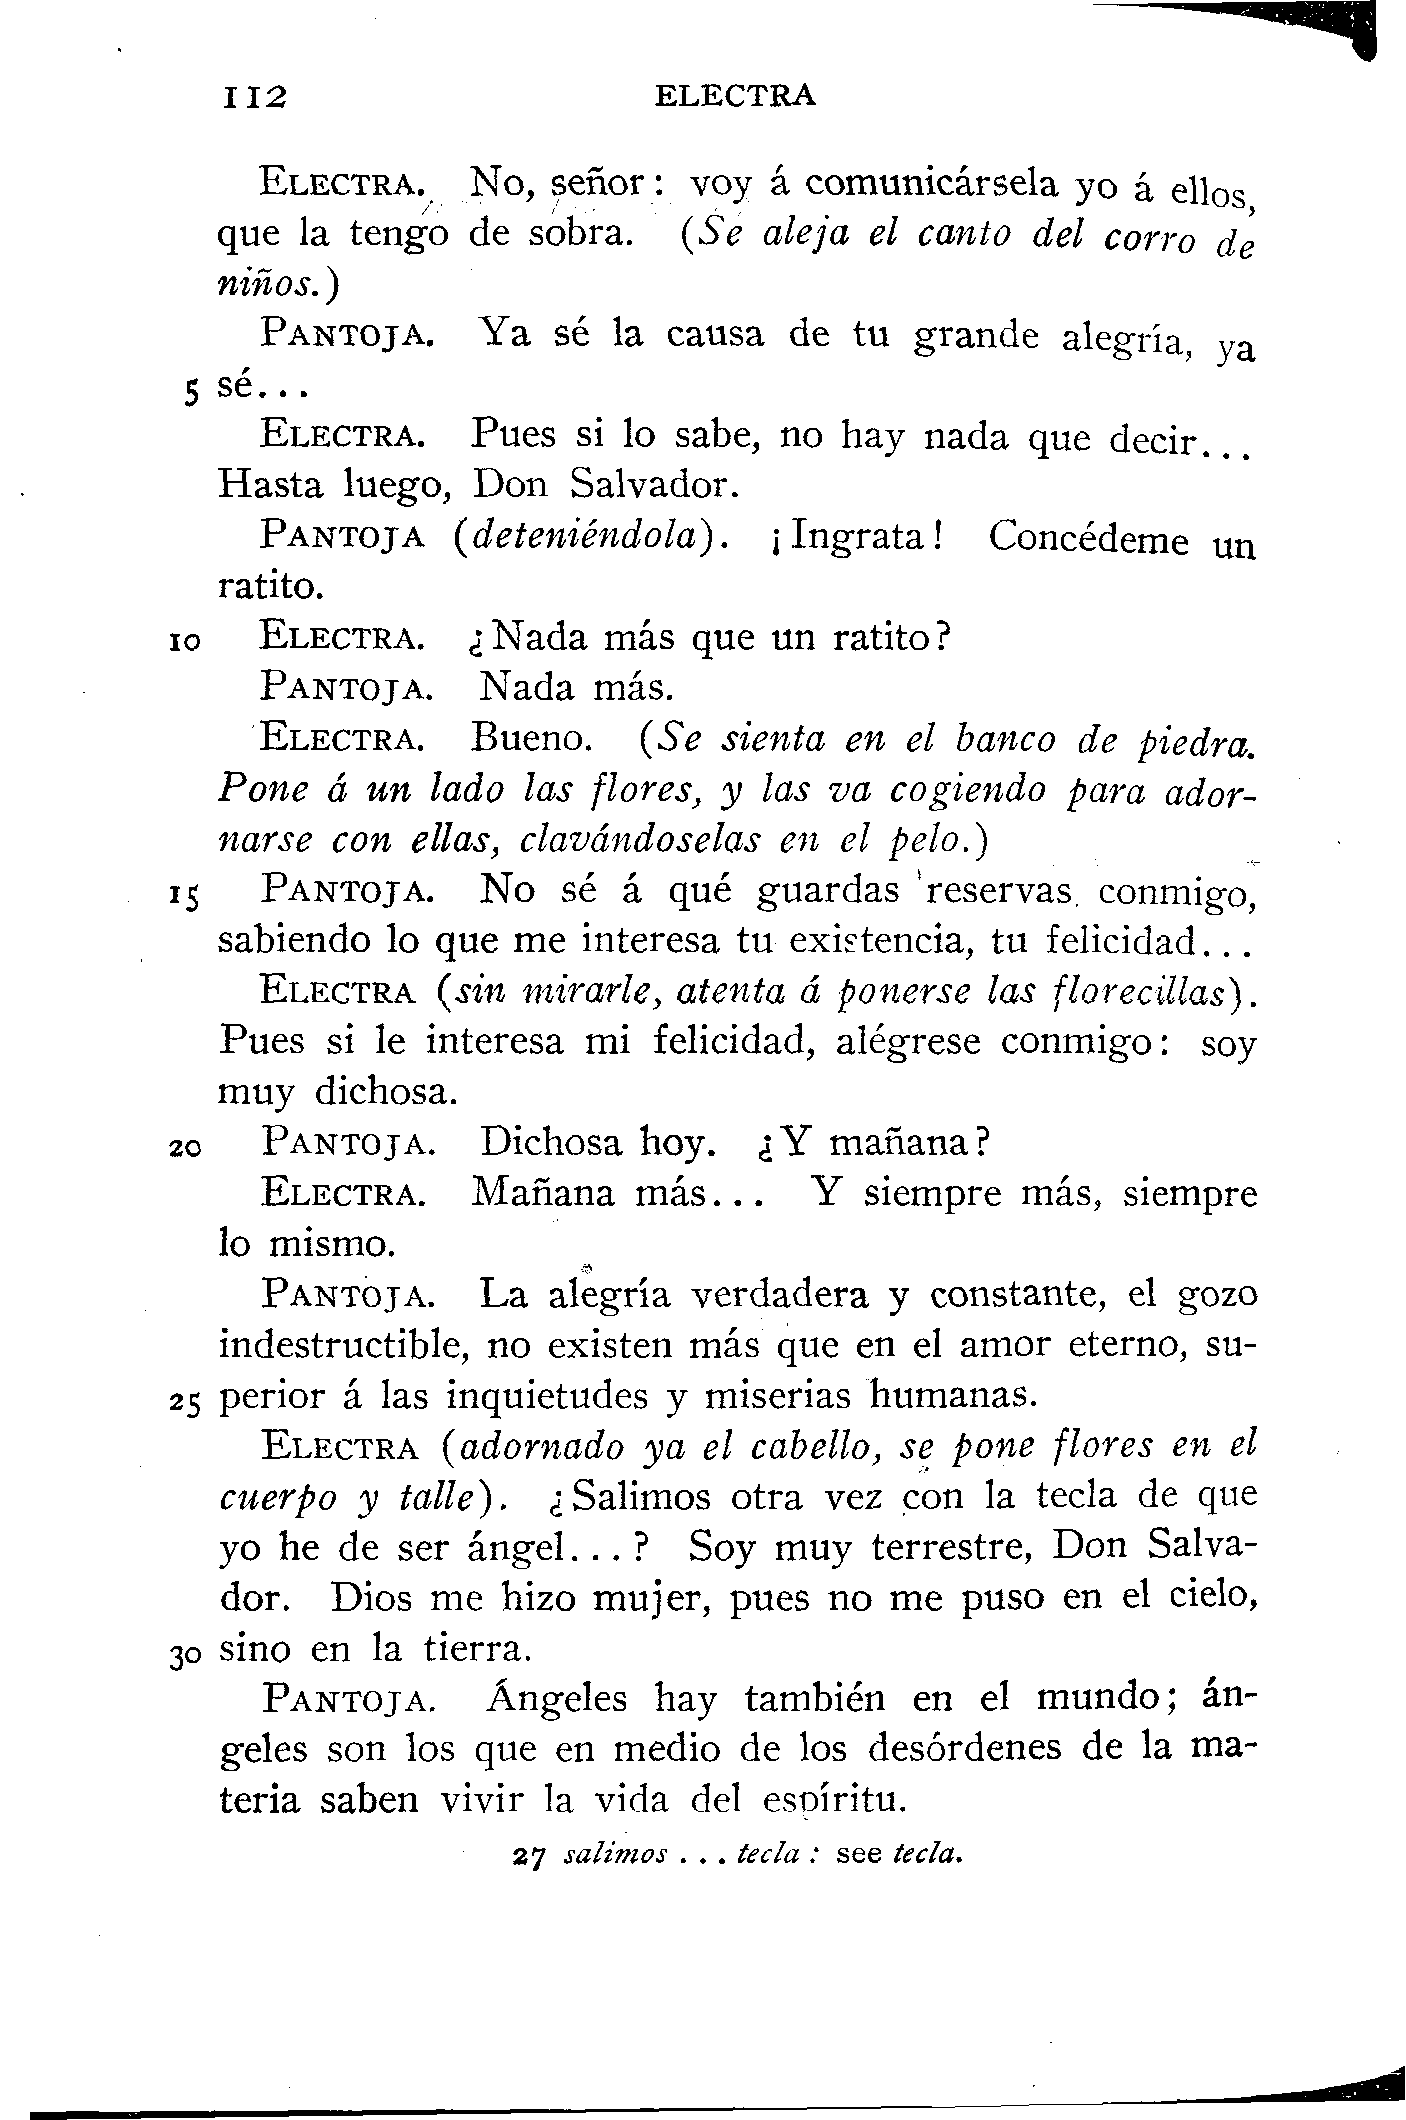 112 ELECTRA
ELECTRA. No, señor: voy á comunicársela yo á ellos,
que la tengo de sobra. (Se aleja el canto del corro de
niños.)
PANTOJA. Ya sé la causa de tu grande alegría, ya
5 sé...
ELECTRA. Pues si lo sabe, no hay nada que decir...
Hasta luego, Don Salvador.
PANTOJA (deteniéndola). ¡Ingrata! Concédeme un
ratito.
10 ELECTRA. ¿Nada más que un ratito?
PANTOJA. Nada más.
ELECTRA. Bueno. (Se sienta en el banco de piedra.
Pone á un lado las flores, y las va cogiendo para ador-
narse con ellas, clavándoselas en el pelo.)
15 PANTOJA. No sé á qué guardas reservas conmigo,
sabiendo lo que me interesa tu existencia, tu felicidad...
ELECTRA (sin mirarle, atenta á ponerse las florecillas).
Pues si le interesa mi felicidad, alégrese conmigo: soy
muy dichosa.
20 PANTOJA. Dichosa hoy. ¿Y mañana?
ELECTRA. Mañana más... Y siempre más, siempre
lo mismo.
PANTOJA. La alegría verdadera y constante, el gozo
indestructible, no existen más que en el amor eterno, su-
25 perior á las inquietudes y miserias humanas.
ELECTRA (adornado ya el cabello, se pone flores en el
cuerpo y talle). ¿Salimos otra vez con la tecla de que
yo he de ser ángel...? Soy muy terrestre, Don Salva-
dor. Dios me hizo mujer, pues no me puso en el cielo,
30 sino en la tierra.
PANTOJA. Ángeles hay también en el mundo; án-
geles son los que en medio de los desórdenes de la ma-
teria saben vivir la vida del espíritu.
27 salimos . . . tecla: see tecla.